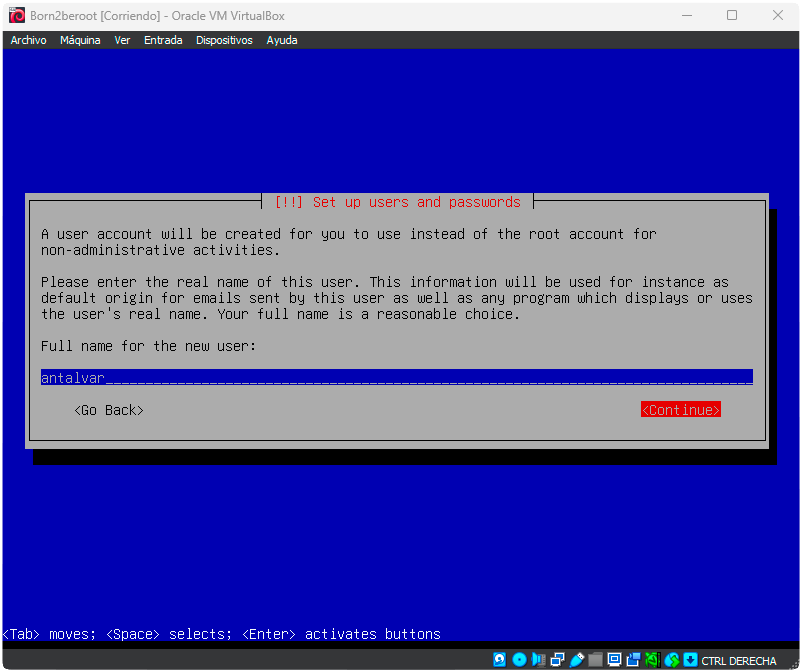 Born2beroot [Corriendo] - Oracle VM VirtualBox
Archivo Máquina Ver Entrada Dispositivos Ayuda
[!!] Set up users and passwords
A user account will be created for you to use instead of the root account for
non-administrative activities.
Please enter the real name of this user. This information will be used for instance as
default origin for emails sent by this user as well as any program which displays or uses
the user's real name. Your full name is a reasonable choice.
Full name for the new user:
antalvar
<Go Back> <Continue>
<Tab> moves; <Space> selects; <Enter> activates buttons
CTRL DERECHA